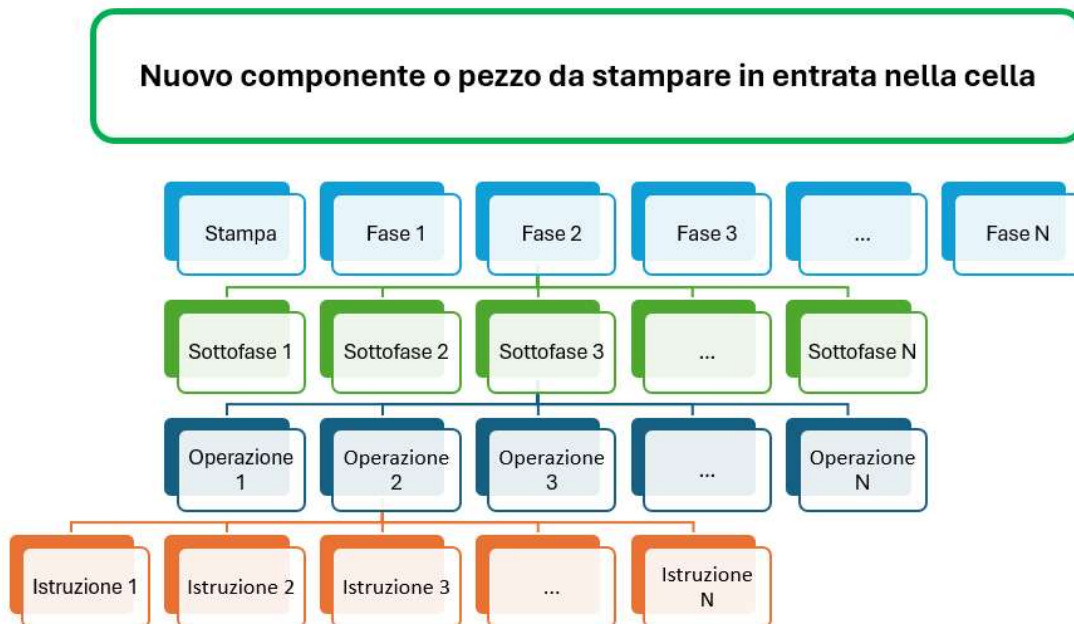 Nuovo componente o pezzo da stampare in entrata nella cella
Stampa
Fase 1
Fase 2
Fase 3
...
Fase N
Sottofase 1
Sottofase 2
Sottofase 3
...
Sottofase N
Operazione
1
Operazione
2
Operazione
3
...
Operazione
N
Istruzione 1
Istruzione 2
Istruzione 3
...
Istruzione
N